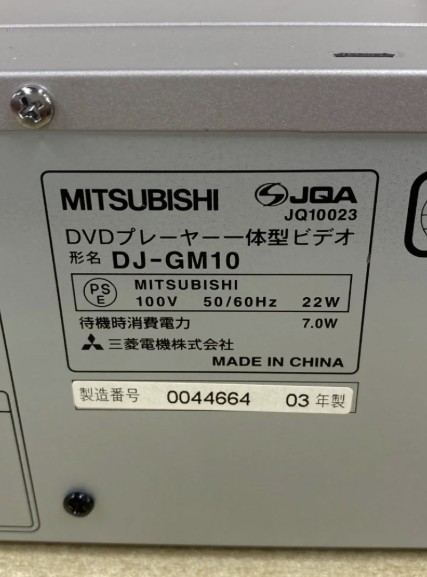 MITSUBISHI JQA
JQ10023
DVDプレーヤー一体型ビデオ
形名 DJ-GM10
PS
E
MITSUBISHI
100V 50/60Hz 22W
待機時消費電力 7.0W
三菱電機株式会社
MADE IN CHINA
製造番号 0044664 03年製